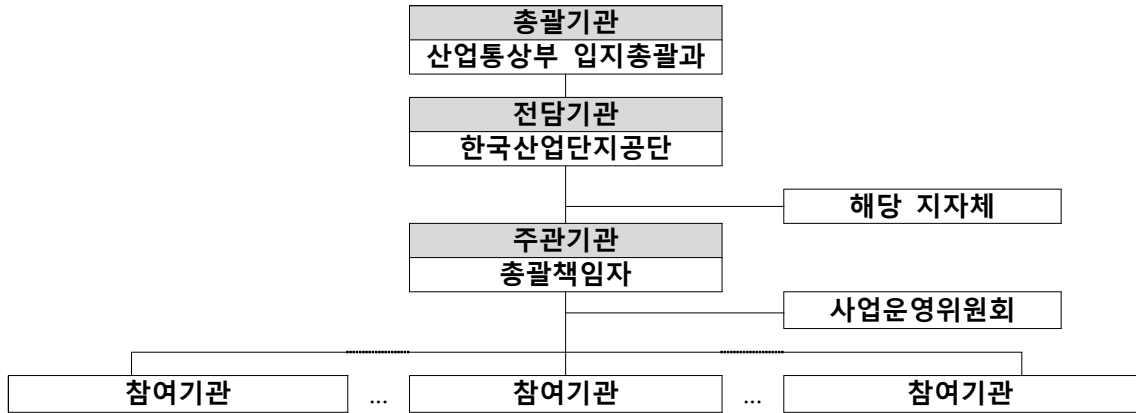 총괄기관
산업통상부 입지총괄과
전담기관
한국산업단지공단
해당 지자체
주관기관
총괄책임자
사업운영위원회
참여기관 ... 참여기관 ... 참여기관